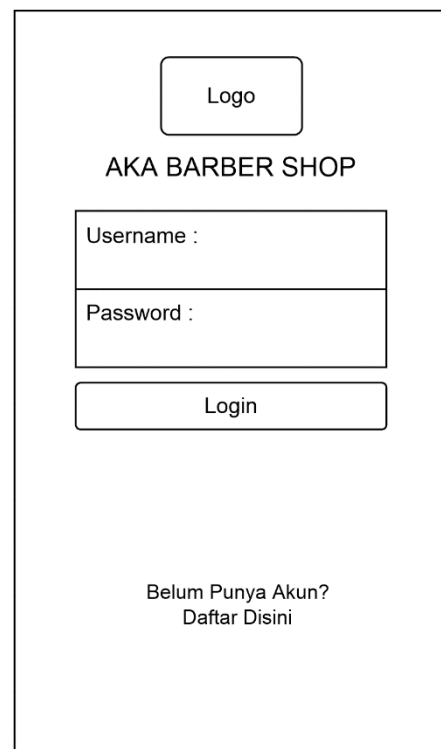 Logo
AKA BARBER SHOP
Username :
Password :
Login
Belum Punya Akun?
Daftar Disini